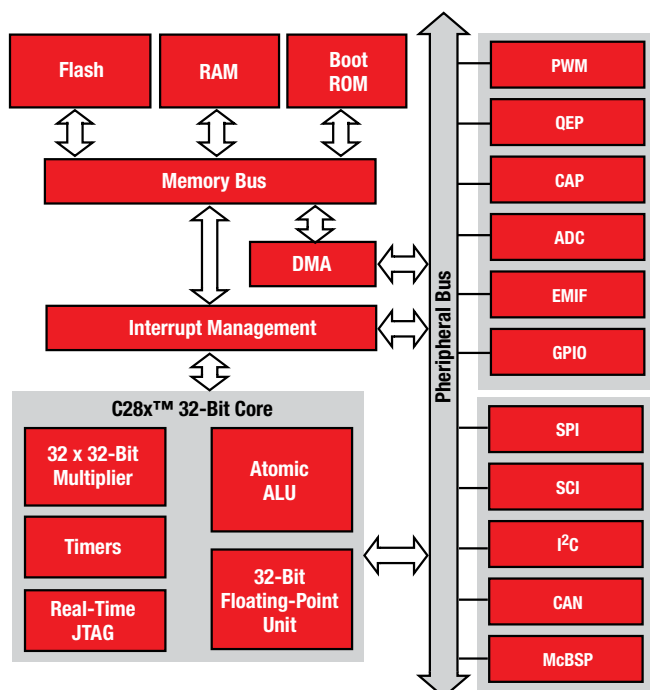 Flash
RAM
Boot
ROM
Memory Bus
DMA
Interrupt Management
C28x™ 32-Bit Core
32 x 32-Bit
Multiplier
Atomic
ALU
Timers
32-Bit
Floating-Point
Unit
Real-Time
JTAG
Pheripheral Bus
PWM
QEP
CAP
ADC
EMIF
GPIO
SPI
SCI
I²C
CAN
McBSP